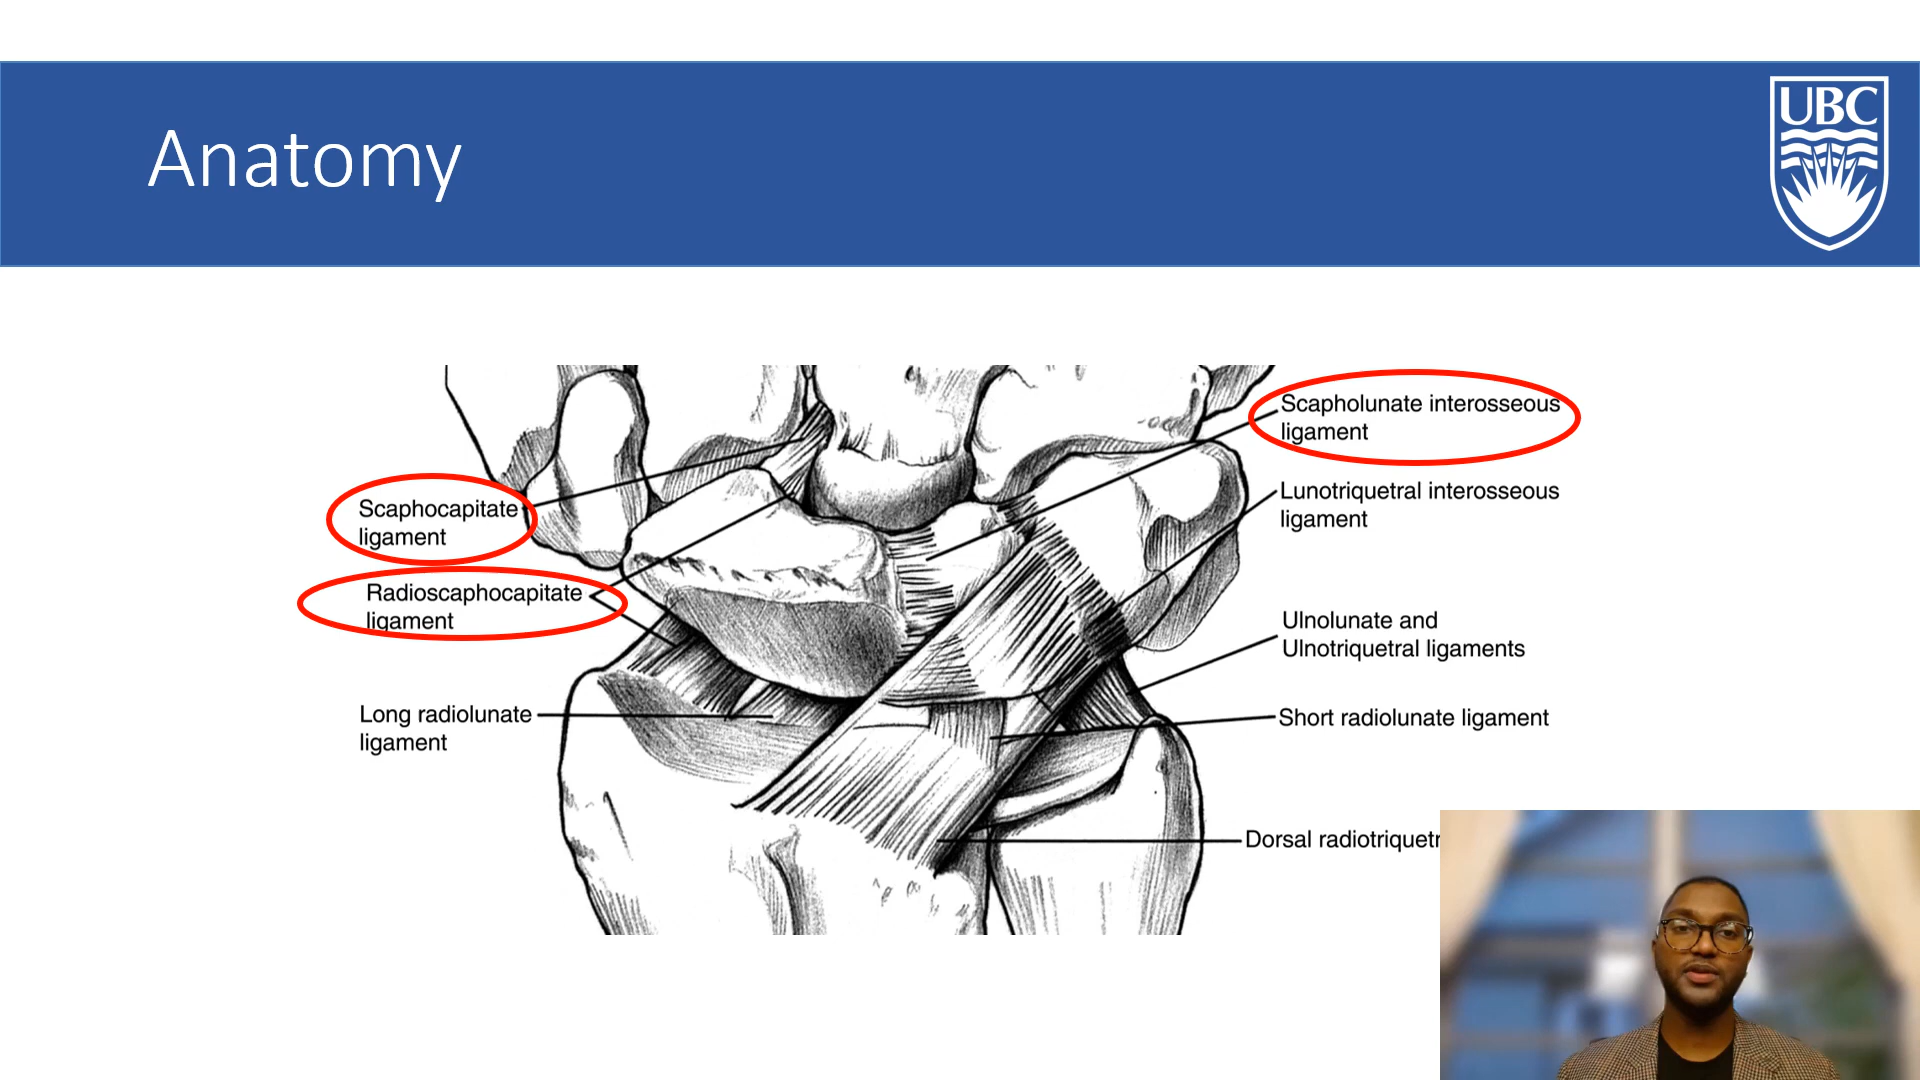 UBC
Anatomy
Scapholunate interosseous
ligament
Scaphocapitate
ligament
Lunotriquetral interosseous
ligament
Radioscaphocapitate
ligament
Ulnolunate and
Ulnotriquetral ligaments
Long radiolunate
ligament
Short radiolunate ligament
Dorsal